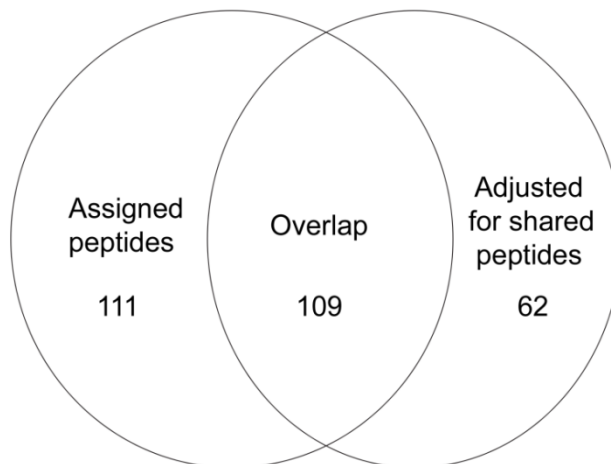 Assigned
peptides
111
Overlap
109
Adjusted
for shared
peptides
62